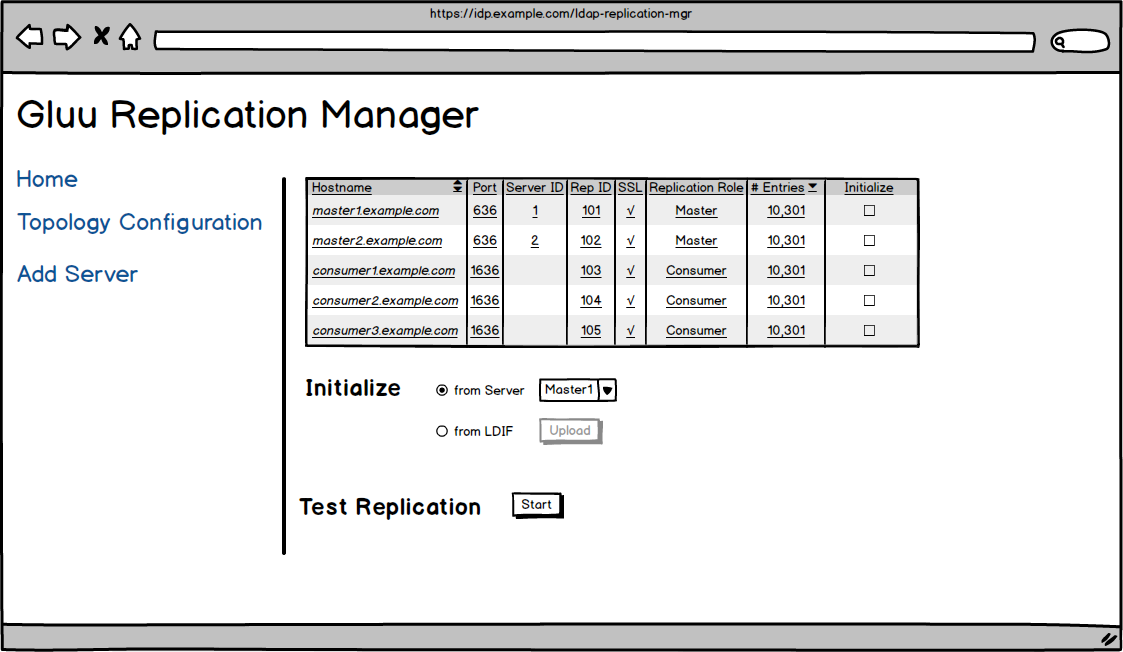 https://idp.example.com/ldap-replication-mgr
Gluu Replication Manager
Home
Topology Configuration
Add Server
Hostname Port Server ID Rep ID SSL Replication Role # Entries Initialize
master1.example.com 636 1 101 √ Master 10,301
master2.example.com 636 2 102 √ Master 10,301
consumer1.example.com 1636 103 √ Consumer 10,301
consumer2.example.com 1636 104 √ Consumer 10,301
consumer3.example.com 1636 105 √ Consumer 10,301
Initialize from Server Master1
from LDIF Upload
Test Replication Start